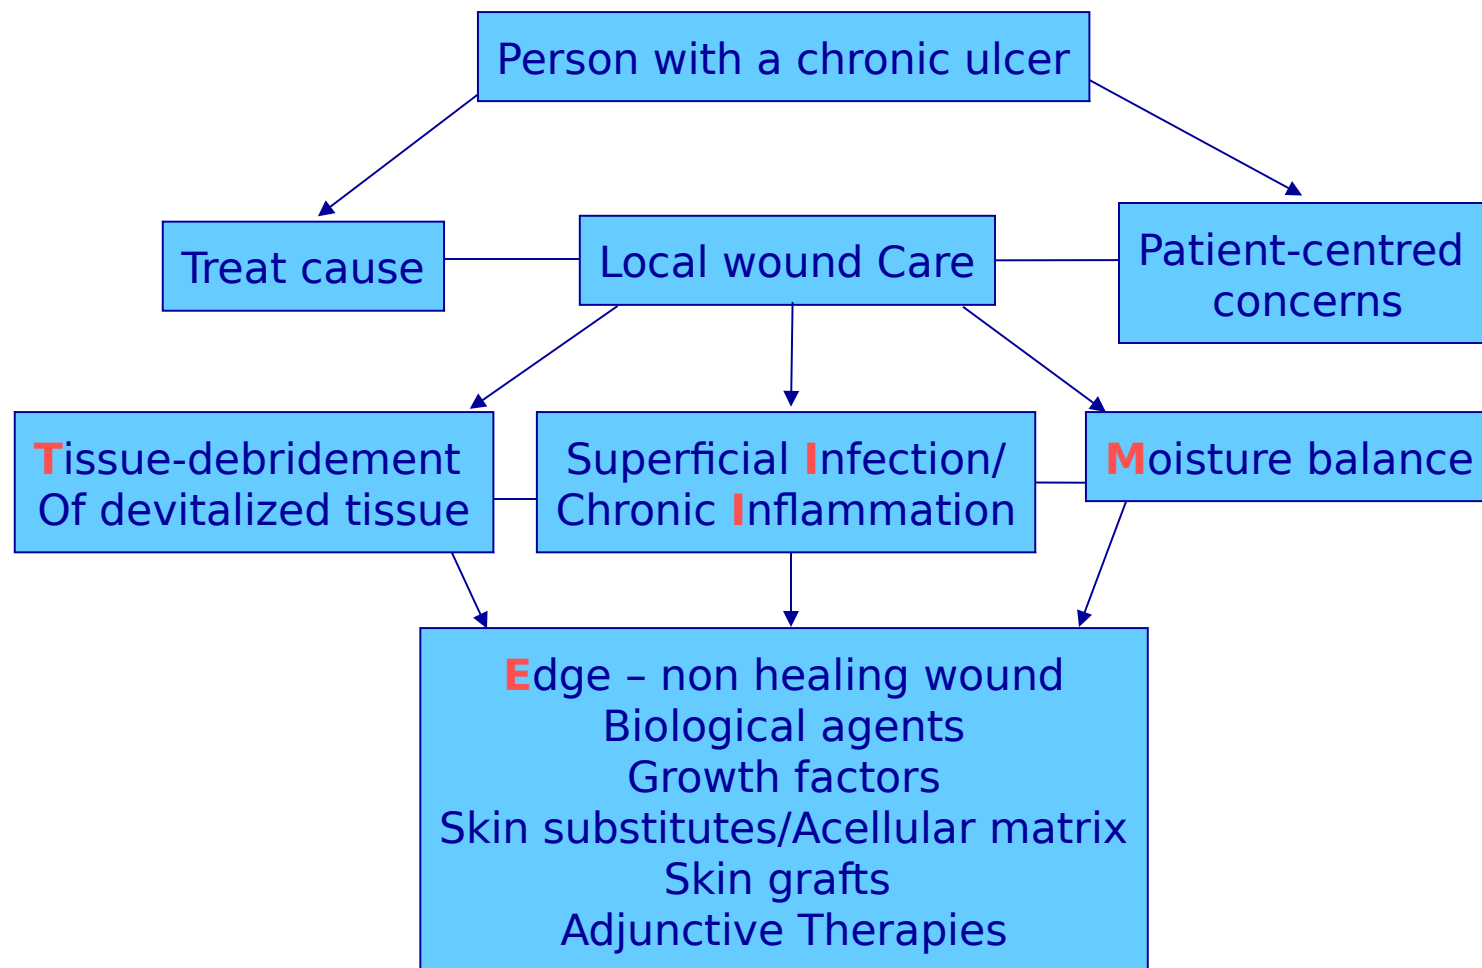 Person with a chronic ulcer
Treat cause
Local wound Care
Patient-centred
concerns
Tissue-debridement
Of devitalized tissue
Superficial Infection/
Chronic Inflammation
Moisture balance
Edge – non healing wound
Biological agents
Growth factors
Skin substitutes/Acellular matrix
Skin grafts
Adjunctive Therapies